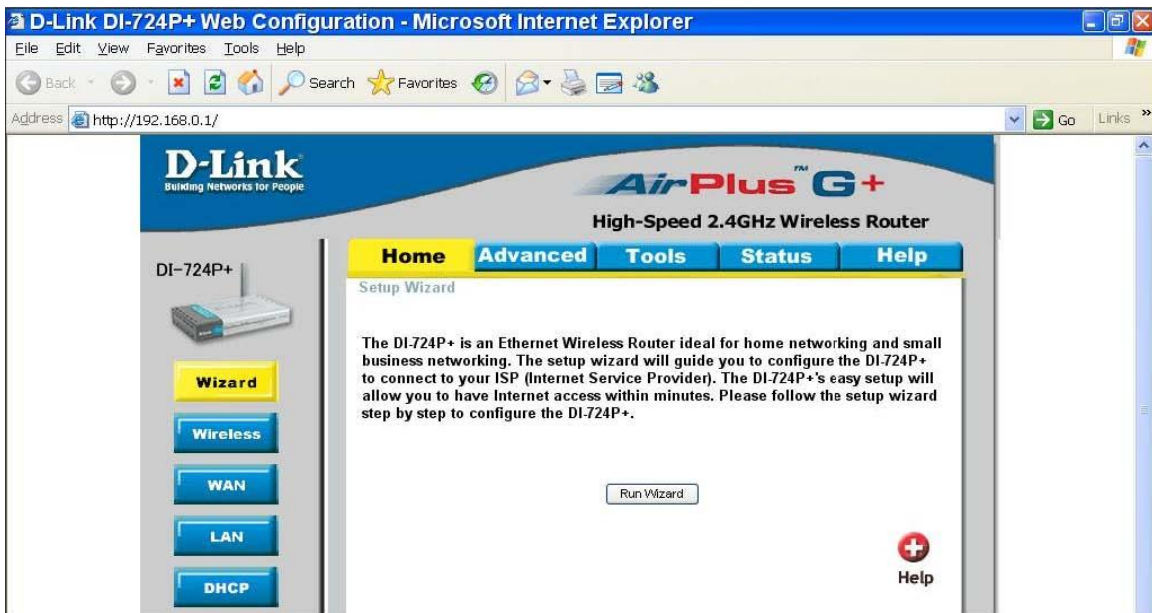 D-Link DI-724P+ Web Configuration - Microsoft Internet Explorer
File Edit View Favorites Tools Help
Back Search Favorites
Address http://192.168.0.1/ Go Links »
D-Link
Building Networks for People
AirPlus™ G+
High-Speed 2.4GHz Wireless Router
DI-724P+
Home Advanced Tools Status Help
Setup Wizard
The DI-724P+ is an Ethernet Wireless Router ideal for home networking and small
business networking. The setup wizard will guide you to configure the DI-724P+
to connect to your ISP (Internet Service Provider). The DI-724P+'s easy setup will
allow you to have Internet access within minutes. Please follow the setup wizard
step by step to configure the DI-724P+.
Run Wizard
Help
Wizard
Wireless
WAN
LAN
DHCP